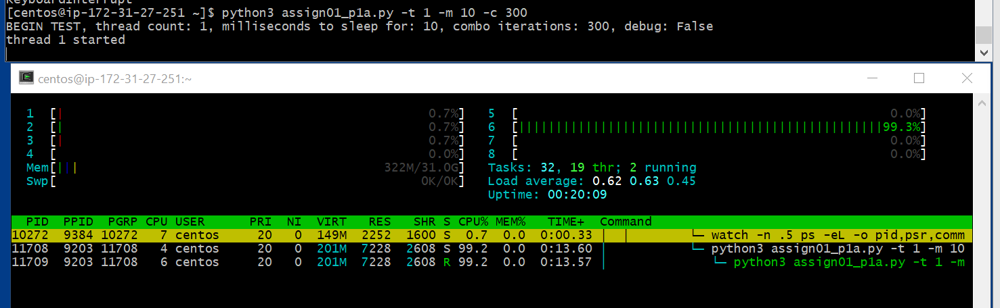 KeyboardInterrupt
[centos@ip-172-31-27-251 ~]$ python3 assign01_p1a.py -t 1 -m 10 -c 300
BEGIN TEST, thread count: 1, milliseconds to sleep for: 10, combo iterations: 300, debug: False
thread 1 started
centos@ip-172-31-27-251:~
1 [| 0.7%] 5 [ 0.0%]
2 [| 0.7%] 6 [||||||||||||||||||||||||||||||||||||||||||||||||99.3%]
3 [| 0.7%] 7 [ 0.0%]
4 [ 0.0%] 8 [ 0.0%]
Mem[||| 322M/31.0G] Tasks: 32, 19 thr; 2 running
Swp[ 0K/0K] Load average: 0.62 0.63 0.45
Uptime: 00:20:09
PID PPID PGRP CPU USER PRI NI VIRT RES SHR S CPU% MEM% TIME+ Command
10272 9384 10272 7 centos 20 0 149M 2252 1600 S 0.7 0.0 0:00.33 │ │ └─ watch -n .5 ps -eL -o pid,psr,comm
11708 9203 11708 4 centos 20 0 201M 7228 2608 S 99.2 0.0 0:13.60 │ └─ python3 assign01_p1a.py -t 1 -m 10
11709 9203 11708 6 centos 20 0 201M 7228 2608 R 99.2 0.0 0:13.57 │ └─ python3 assign01_p1a.py -t 1 -m